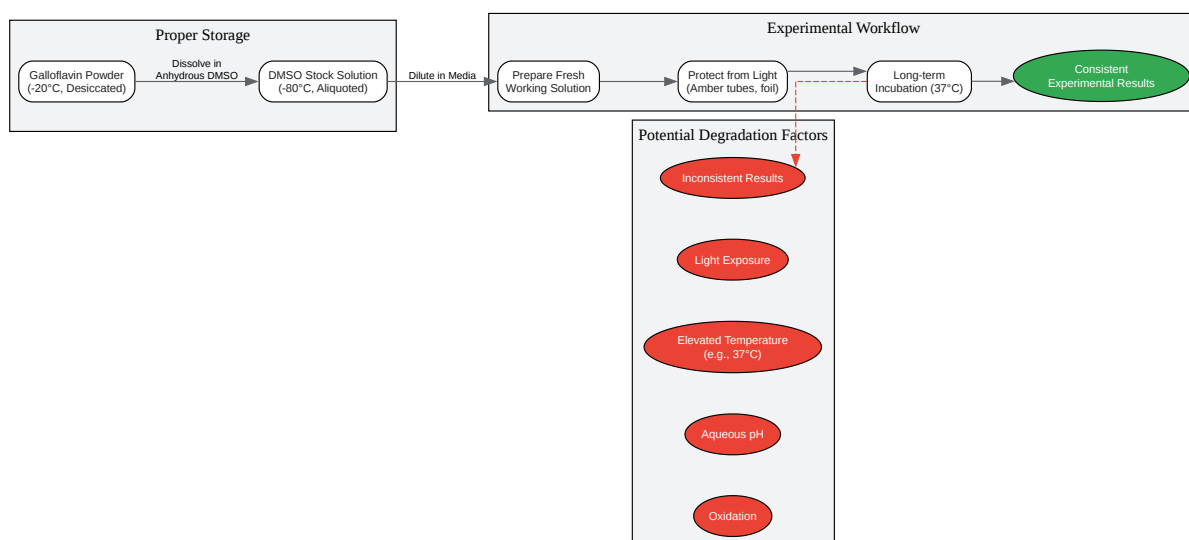 Proper Storage
Galloflavin Powder
(-20°C, Desiccated)
Dissolve in
Anhydrous DMSO
DMSO Stock Solution
(-80°C, Aliquoted)
Dilute in Media
Experimental Workflow
Prepare Fresh
Working Solution
Protect from Light
(Amber tubes, foil)
Long-term
Incubation (37°C)
Consistent
Experimental Results
Potential Degradation Factors
Inconsistent Results
Light Exposure
Elevated Temperature
(e.g., 37°C)
Aqueous pH
Oxidation